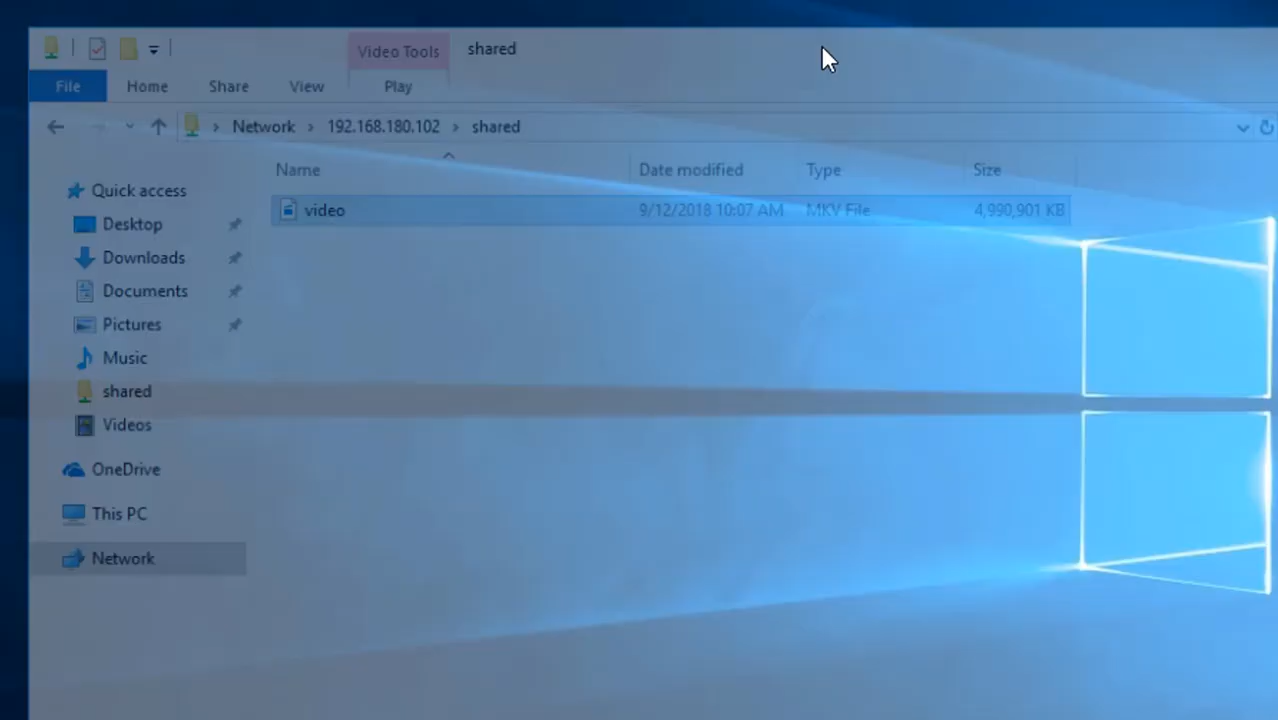 Video Tools shared
File Home Share View Play
Network 192.168.180.102 shared
Name Date modified Type Size
video 9/12/2018 10:07 AM MKV File 4,990,901 KB
Quick access
Desktop
Downloads
Documents
Pictures
Music
shared
Videos
OneDrive
This PC
Network